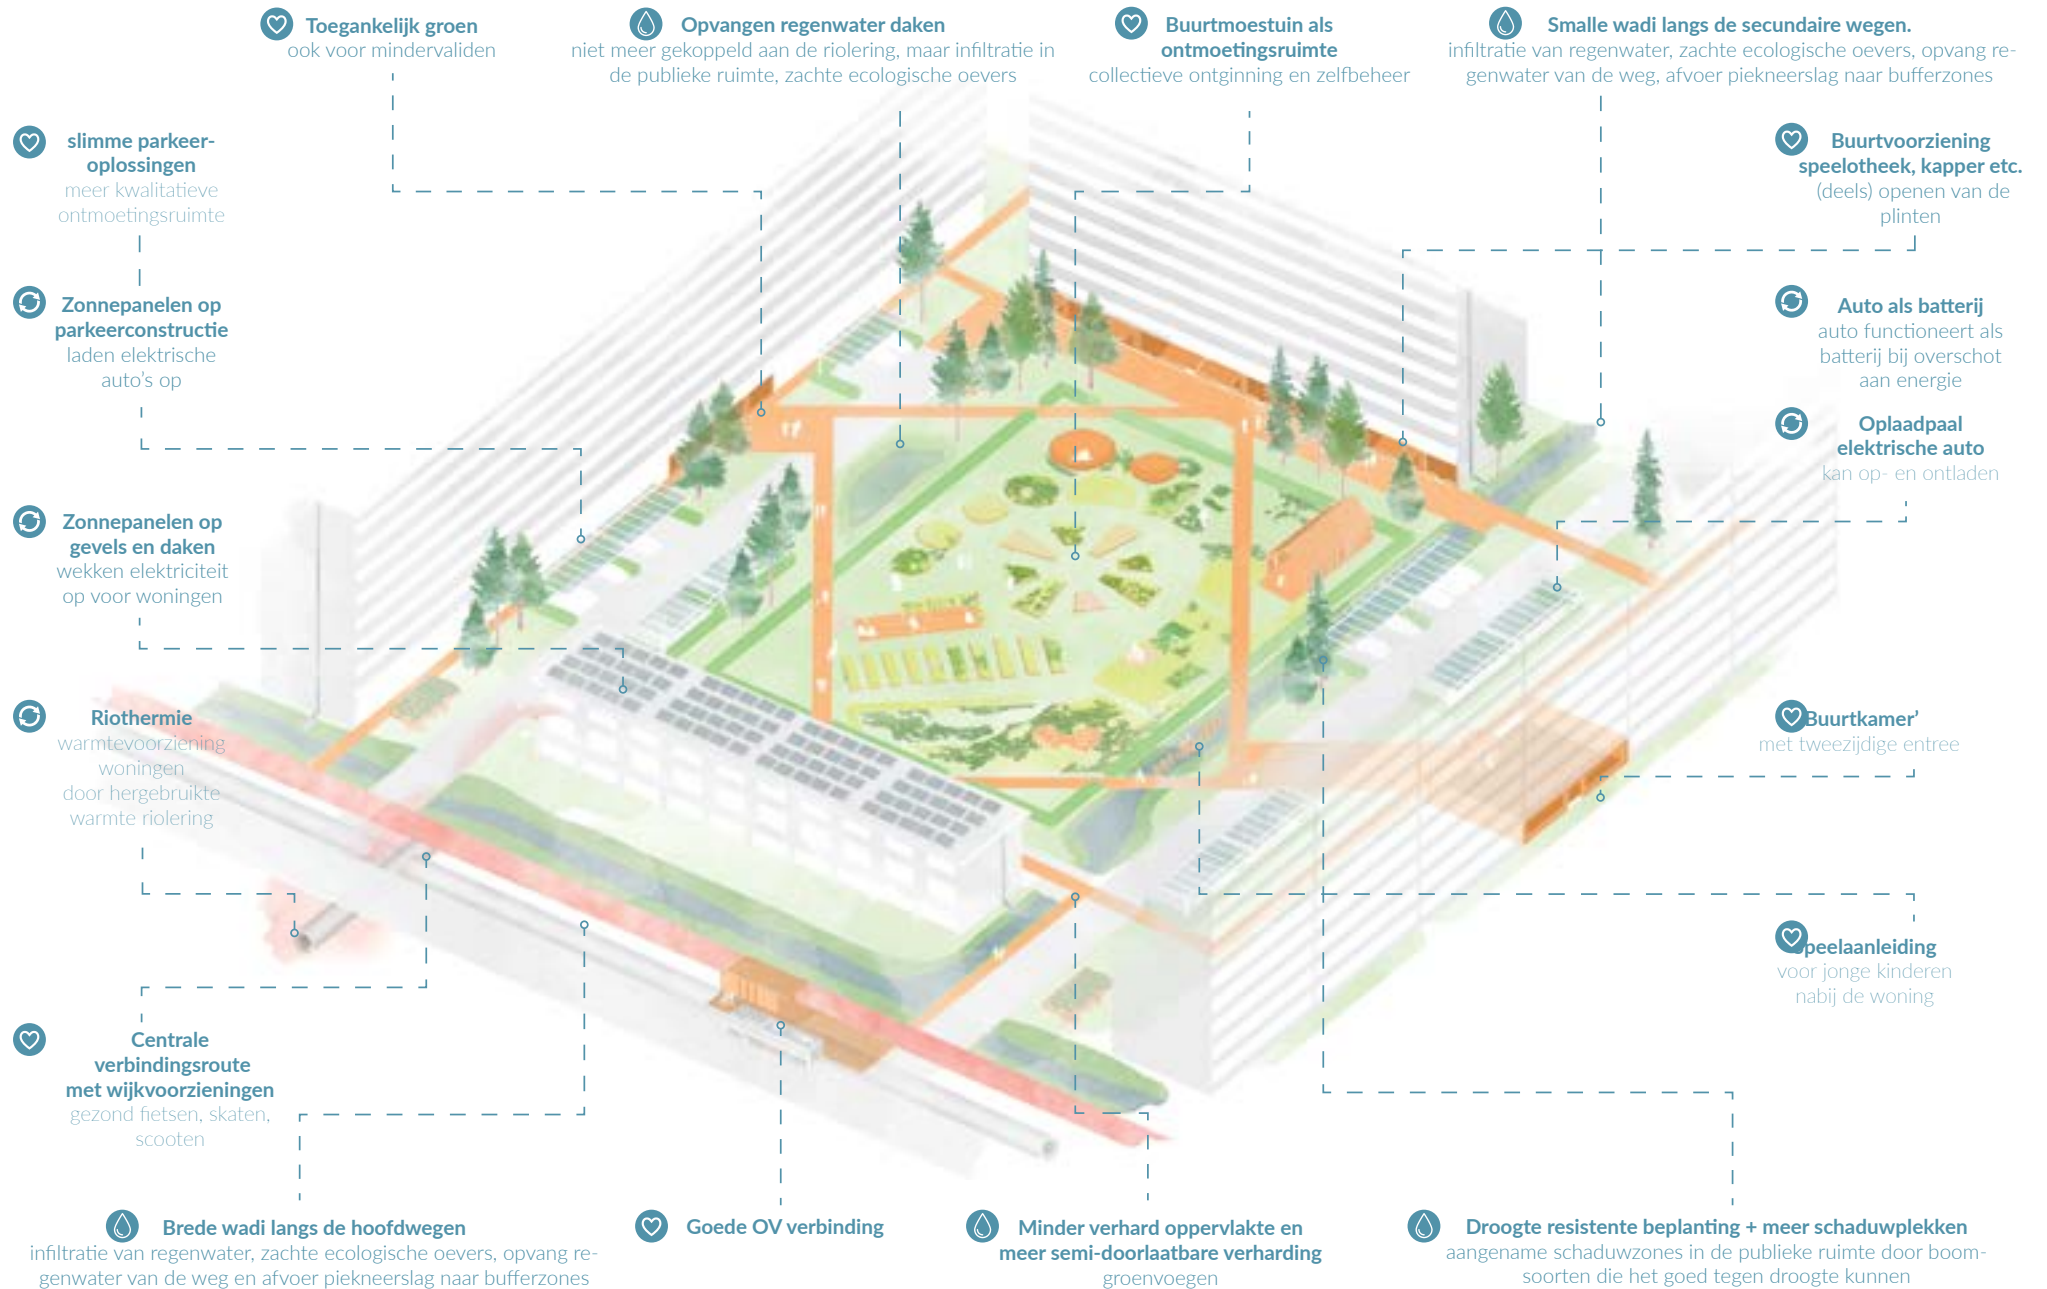 Toegankelijk groen
ook voor mindervaliden
Opvangen regenwater daken
niet meer gekoppeld aan de riolering, maar infiltratie in
de publieke ruimte, zachte ecologische oevers
Buurtmoestuin als
ontmoetingsruimte
collectieve ontginning en zelfbeheer
Smalle wadi langs de secundaire wegen.
infiltratie van regenwater, zachte ecologische oevers, opvang re-
genwater van de weg, afvoer piekneerslag naar bufferzones
slimme parkeer-
oplossingen
meer kwalitatieve
ontmoetingsruimte
Buurtvoorziening
speelotheek, kapper etc.
(deels) openen van de
plinten
Zonnepanelen op
parkeerconstructie
laden elektrische
auto's op
Auto als batterij
auto functioneert als
batterij bij overschot
aan energie
Oplaadpaal
elektrische auto
kan op- en ontladen
Zonnepanelen op
gevels en daken
wekken elektriciteit
op voor woningen
Riothermie
warmtevoorziening
woningen
door hergebruikte
warmte riolering
Buurtkamer'
met tweezijdige entree
speelaanleiding
voor jonge kinderen
nabij de woning
Centrale
verbindingsroute
met wijkvoorzieningen
gezond fietsen, skaten,
scooten
Brede wadi langs de hoofdwegen
infiltratie van regenwater, zachte ecologische oevers, opvang re-
genwater van de weg en afvoer piekneerslag naar bufferzones
Goede OV verbinding
Minder verhard oppervlakte en
meer semi-doorlaatbare verharding
groenvoegen
Droogte resistente beplanting + meer schaduwplekken
aangename schaduwzones in de publieke ruimte door boom-
soorten die het goed tegen droogte kunnen